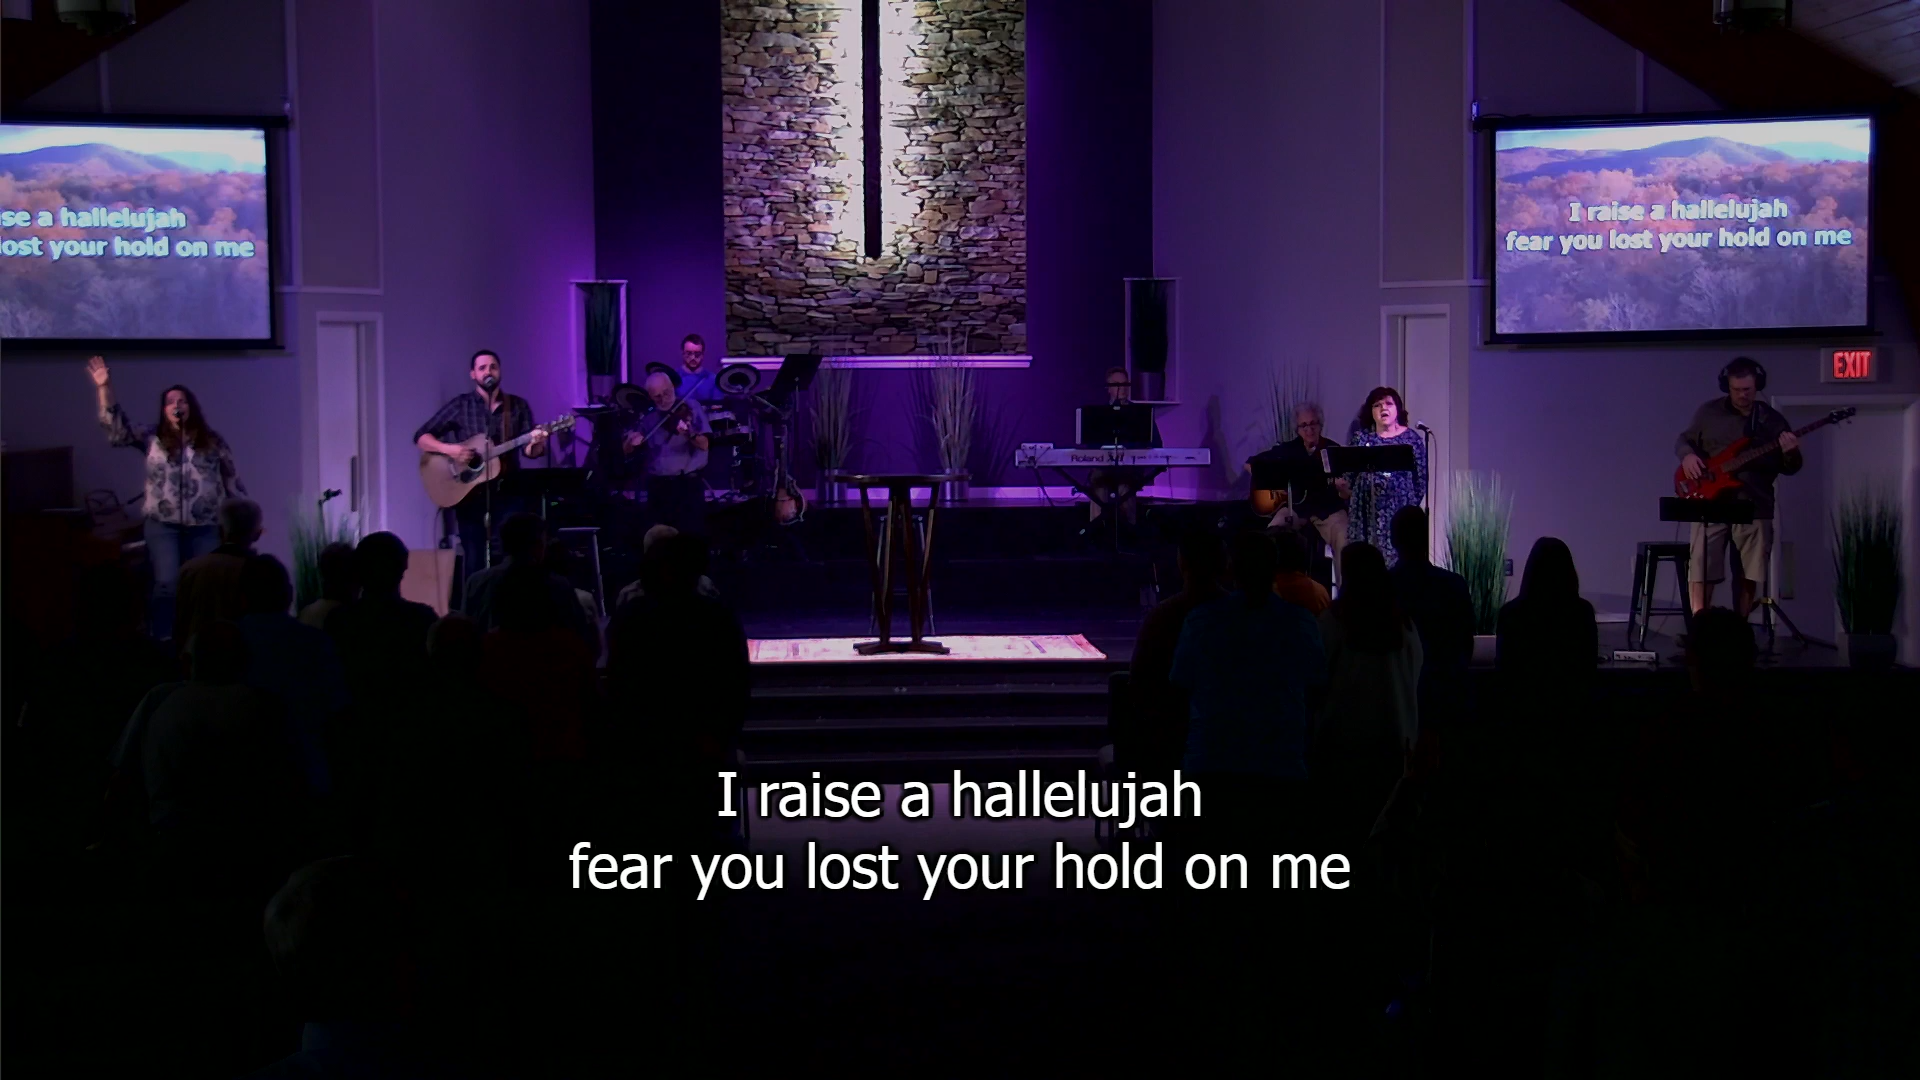 se a hallelujah
lost your hold on me
I raise a hallelujah
fear you lost your hold on me
EXIT
Roland
I raise a hallelujah
fear you lost your hold on me